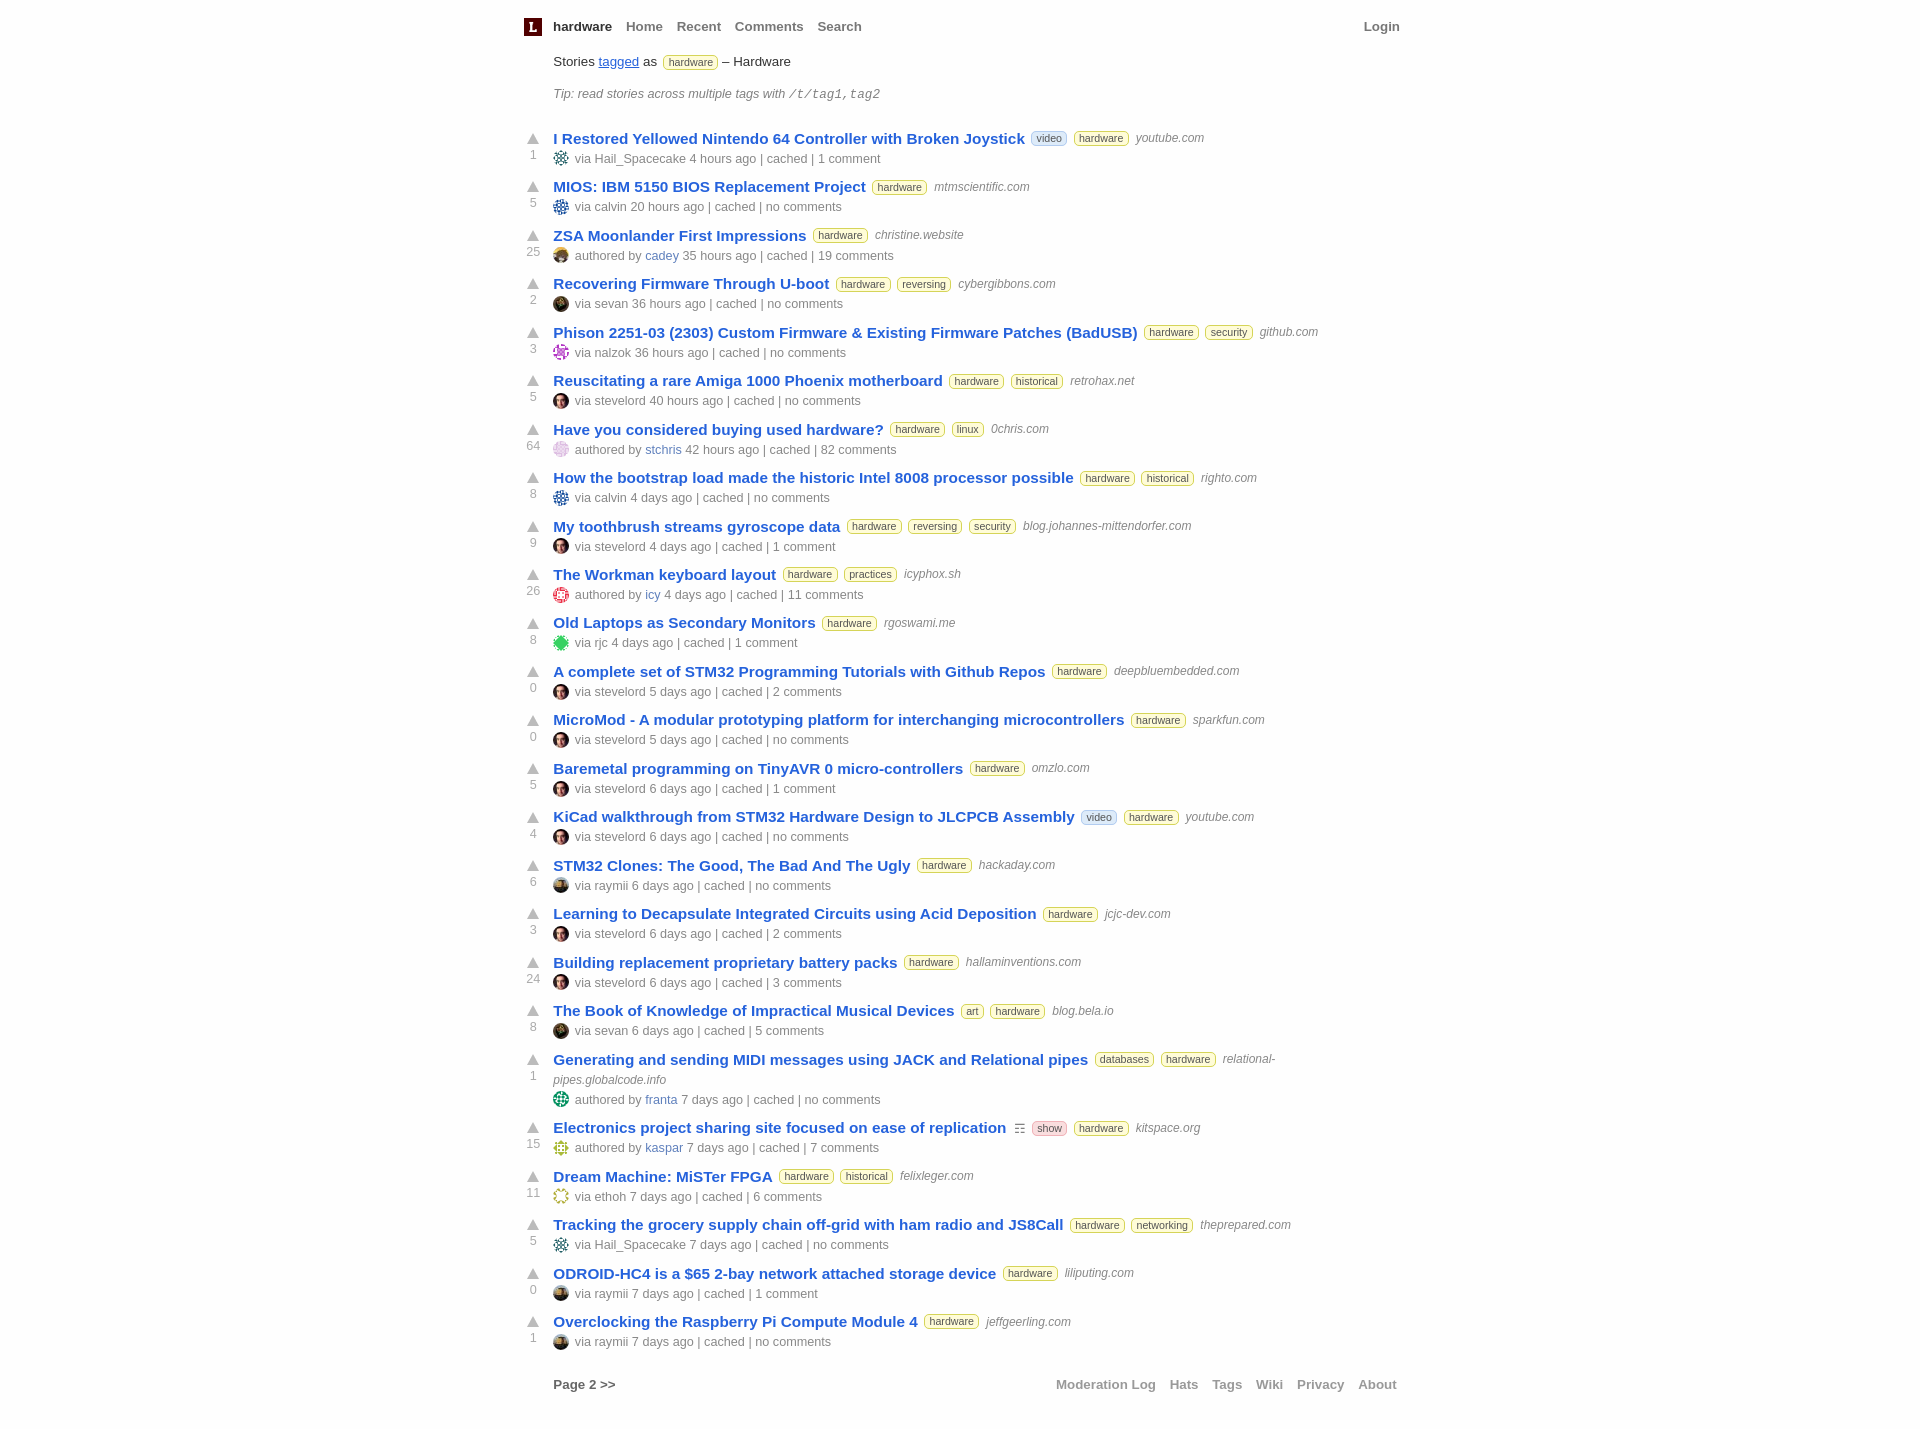 L hardware Home Recent Comments Search Login
Stories tagged as hardware – Hardware
Tip: read stories across multiple tags with /t/tag1,tag2
I Restored Yellowed Nintendo 64 Controller with Broken Joystick video hardware youtube.com
1 via Hail_Spacecake 4 hours ago | cached | 1 comment
MIOS: IBM 5150 BIOS Replacement Project hardware mtmscientific.com
5 via calvin 20 hours ago | cached | no comments
ZSA Moonlander First Impressions hardware christine.website
25 authored by cadey 35 hours ago | cached | 19 comments
Recovering Firmware Through U-boot hardware reversing cybergibbons.com
2 via sevan 36 hours ago | cached | no comments
Phison 2251-03 (2303) Custom Firmware & Existing Firmware Patches (BadUSB) hardware security github.com
3 via nalzok 36 hours ago | cached | no comments
Reuscitating a rare Amiga 1000 Phoenix motherboard hardware historical retrohax.net
5 via stevelord 40 hours ago | cached | no comments
Have you considered buying used hardware? hardware linux 0chris.com
64 authored by stchris 42 hours ago | cached | 82 comments
How the bootstrap load made the historic Intel 8008 processor possible hardware historical righto.com
8 via calvin 4 days ago | cached | no comments
My toothbrush streams gyroscope data hardware reversing security blog.johannes-mittendorfer.com
9 via stevelord 4 days ago | cached | 1 comment
The Workman keyboard layout hardware practices icyphox.sh
26 authored by icy 4 days ago | cached | 11 comments
Old Laptops as Secondary Monitors hardware rgoswami.me
8 via rjc 4 days ago | cached | 1 comment
A complete set of STM32 Programming Tutorials with Github Repos hardware deepbluembedded.com
0 via stevelord 5 days ago | cached | 2 comments
MicroMod - A modular prototyping platform for interchanging microcontrollers hardware sparkfun.com
0 via stevelord 5 days ago | cached | no comments
Baremetal programming on TinyAVR 0 micro-controllers hardware omzlo.com
5 via stevelord 6 days ago | cached | 1 comment
KiCad walkthrough from STM32 Hardware Design to JLCPCB Assembly video hardware youtube.com
4 via stevelord 6 days ago | cached | no comments
STM32 Clones: The Good, The Bad And The Ugly hardware hackaday.com
6 via raymii 6 days ago | cached | no comments
Learning to Decapsulate Integrated Circuits using Acid Deposition hardware jcjc-dev.com
3 via stevelord 6 days ago | cached | 2 comments
Building replacement proprietary battery packs hardware hallaminventions.com
24 via stevelord 6 days ago | cached | 3 comments
The Book of Knowledge of Impractical Musical Devices art hardware blog.bela.io
8 via sevan 6 days ago | cached | 5 comments
Generating and sending MIDI messages using JACK and Relational pipes databases hardware relational-
1 pipes.globalcode.info
authored by franta 7 days ago | cached | no comments
Electronics project sharing site focused on ease of replication ☶ show hardware kitspace.org
15 authored by kaspar 7 days ago | cached | 7 comments
Dream Machine: MiSTer FPGA hardware historical felixleger.com
11 via ethoh 7 days ago | cached | 6 comments
Tracking the grocery supply chain off-grid with ham radio and JS8Call hardware networking theprepared.com
5 via Hail_Spacecake 7 days ago | cached | no comments
ODROID-HC4 is a $65 2-bay network attached storage device hardware liliputing.com
0 via raymii 7 days ago | cached | 1 comment
Overclocking the Raspberry Pi Compute Module 4 hardware jeffgeerling.com
1 via raymii 7 days ago | cached | no comments
Page 2 >> Moderation Log Hats Tags Wiki Privacy About